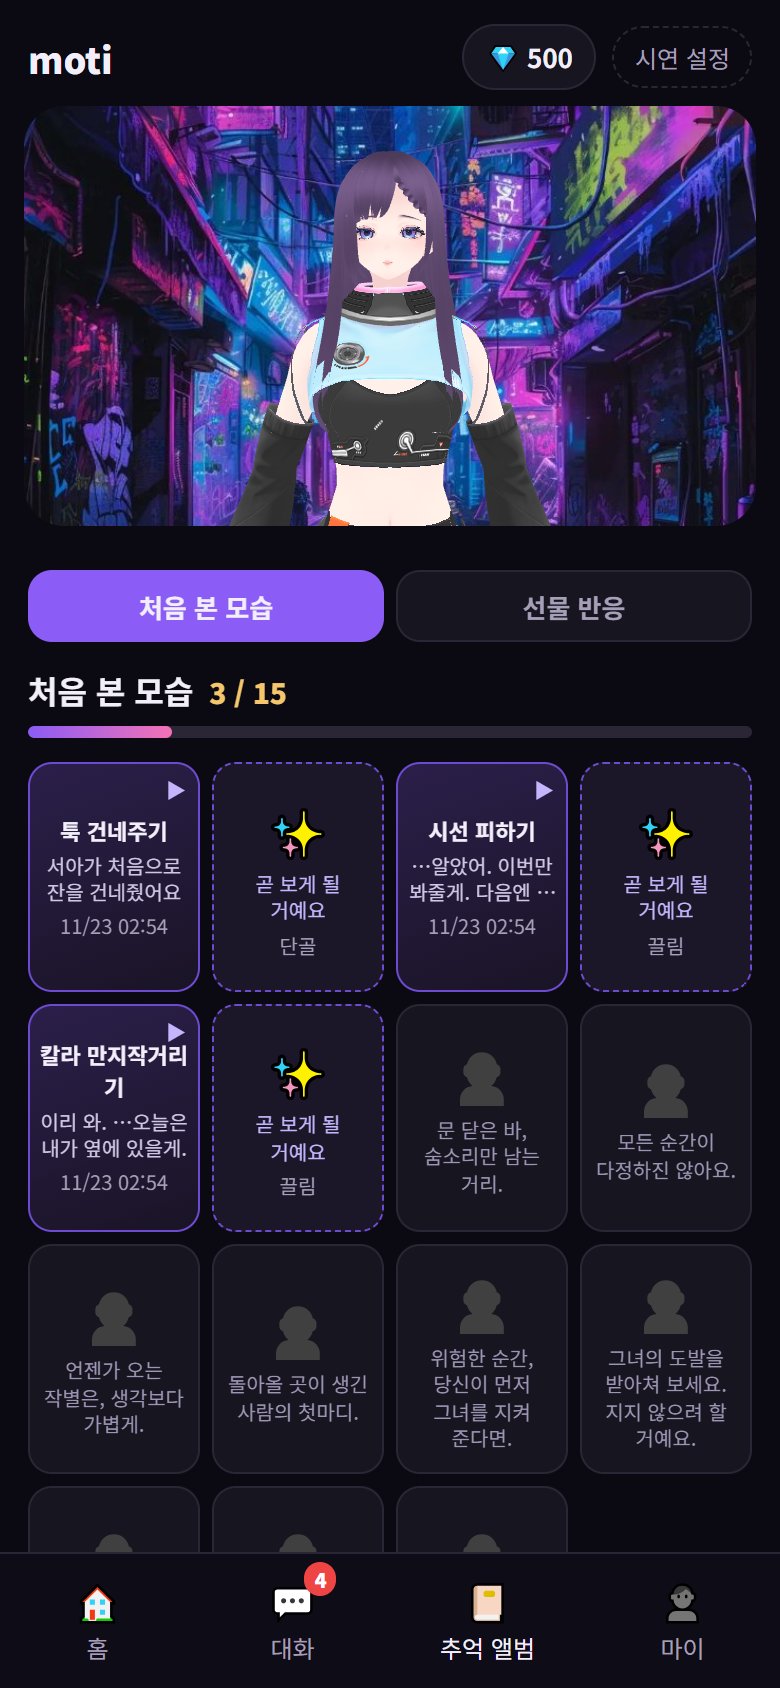 moti
500
시연 설정
처음 본 모습
선물 반응
처음 본 모습 3 / 15
툭 건네주기
서아가 처음으로
잔을 건네줬어요
11/23 02:54
곧 보게 될
거예요
단골
시선 피하기
…알았어. 이번만
봐줄게. 다음엔 …
11/23 02:54
곧 보게 될
거예요
끌림
칼라 만지작거리
기
이리 와. …오늘은
내가 옆에 있을게.
11/23 02:54
곧 보게 될
거예요
끌림
문 닫은 바,
숨소리만 남는
거리.
모든 순간이
다정하진 않아요.
언젠가 오는
작별은, 생각보다
가볍게.
돌아올 곳이 생긴
사람의 첫마디.
위험한 순간,
당신이 먼저
그녀를 지켜
준다면.
그녀의 도발을
받아쳐 보세요.
지지 않으려 할
거예요.
홈
4
대화
추억 앨범
마이